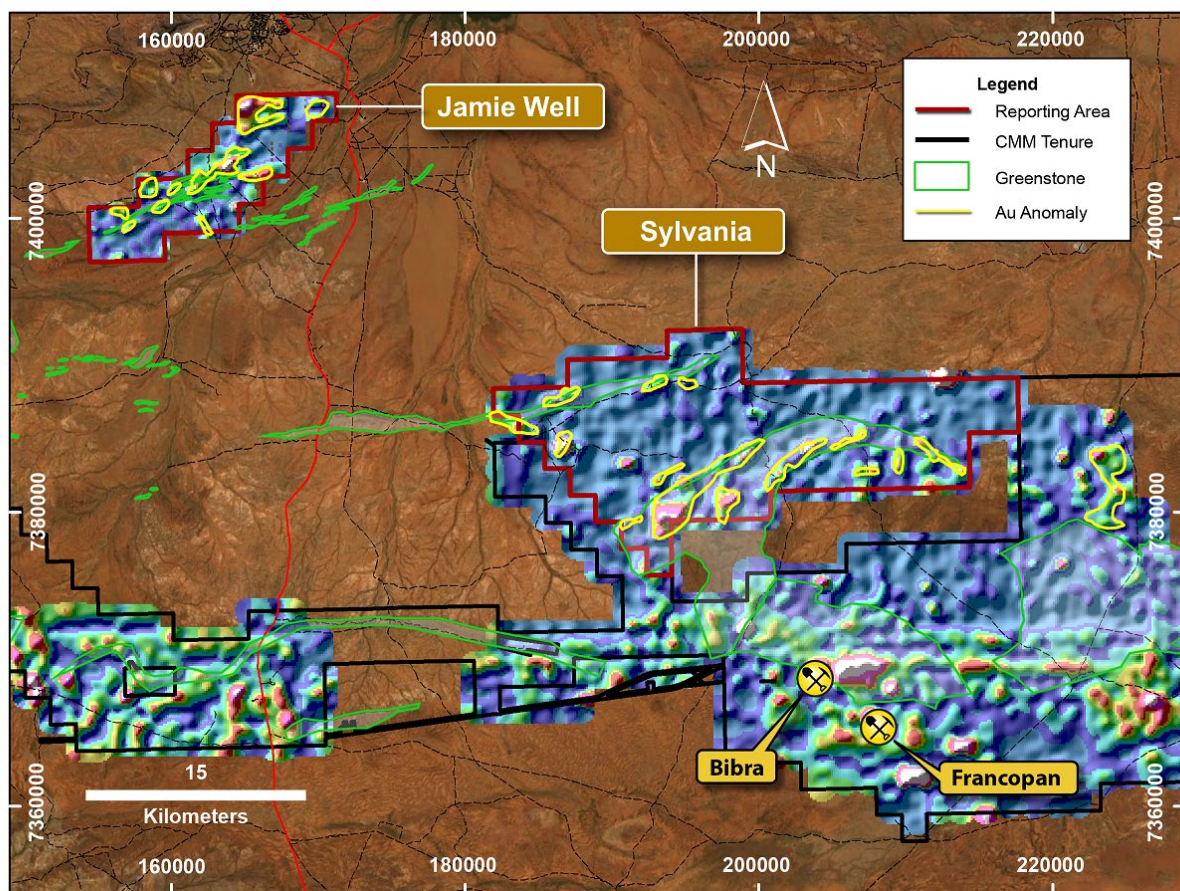 160000
180000
200000
220000
Legend
Reporting Area
CMM Tenure
Greenstone
Au Anomaly
Jamie Well
N
7400000
7400000
Sylvania
7380000
7380000
Bibra
Francopan
15
Kilometers
7360000
7360000
160000
180000
200000
220000